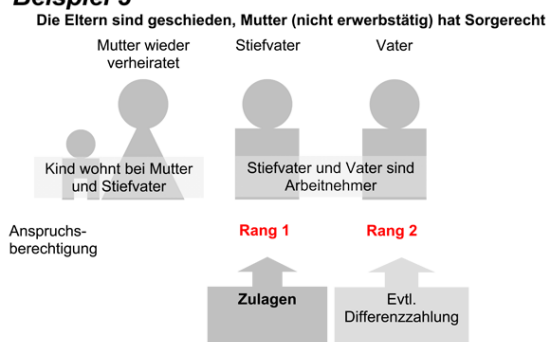 Beispiel 3
Die Eltern sind geschieden, Mutter (nicht erwerbstätig) hat Sorgerecht
Mutter wieder
verheiratet
Stiefvater
Vater
Kind wohnt bei Mutter
und Stiefvater
Stiefvater und Vater sind
Arbeitnehmer
Anspruchs-
berechtigung
Rang 1
Rang 2
Zulagen
Evtl.
Differenzzahlung